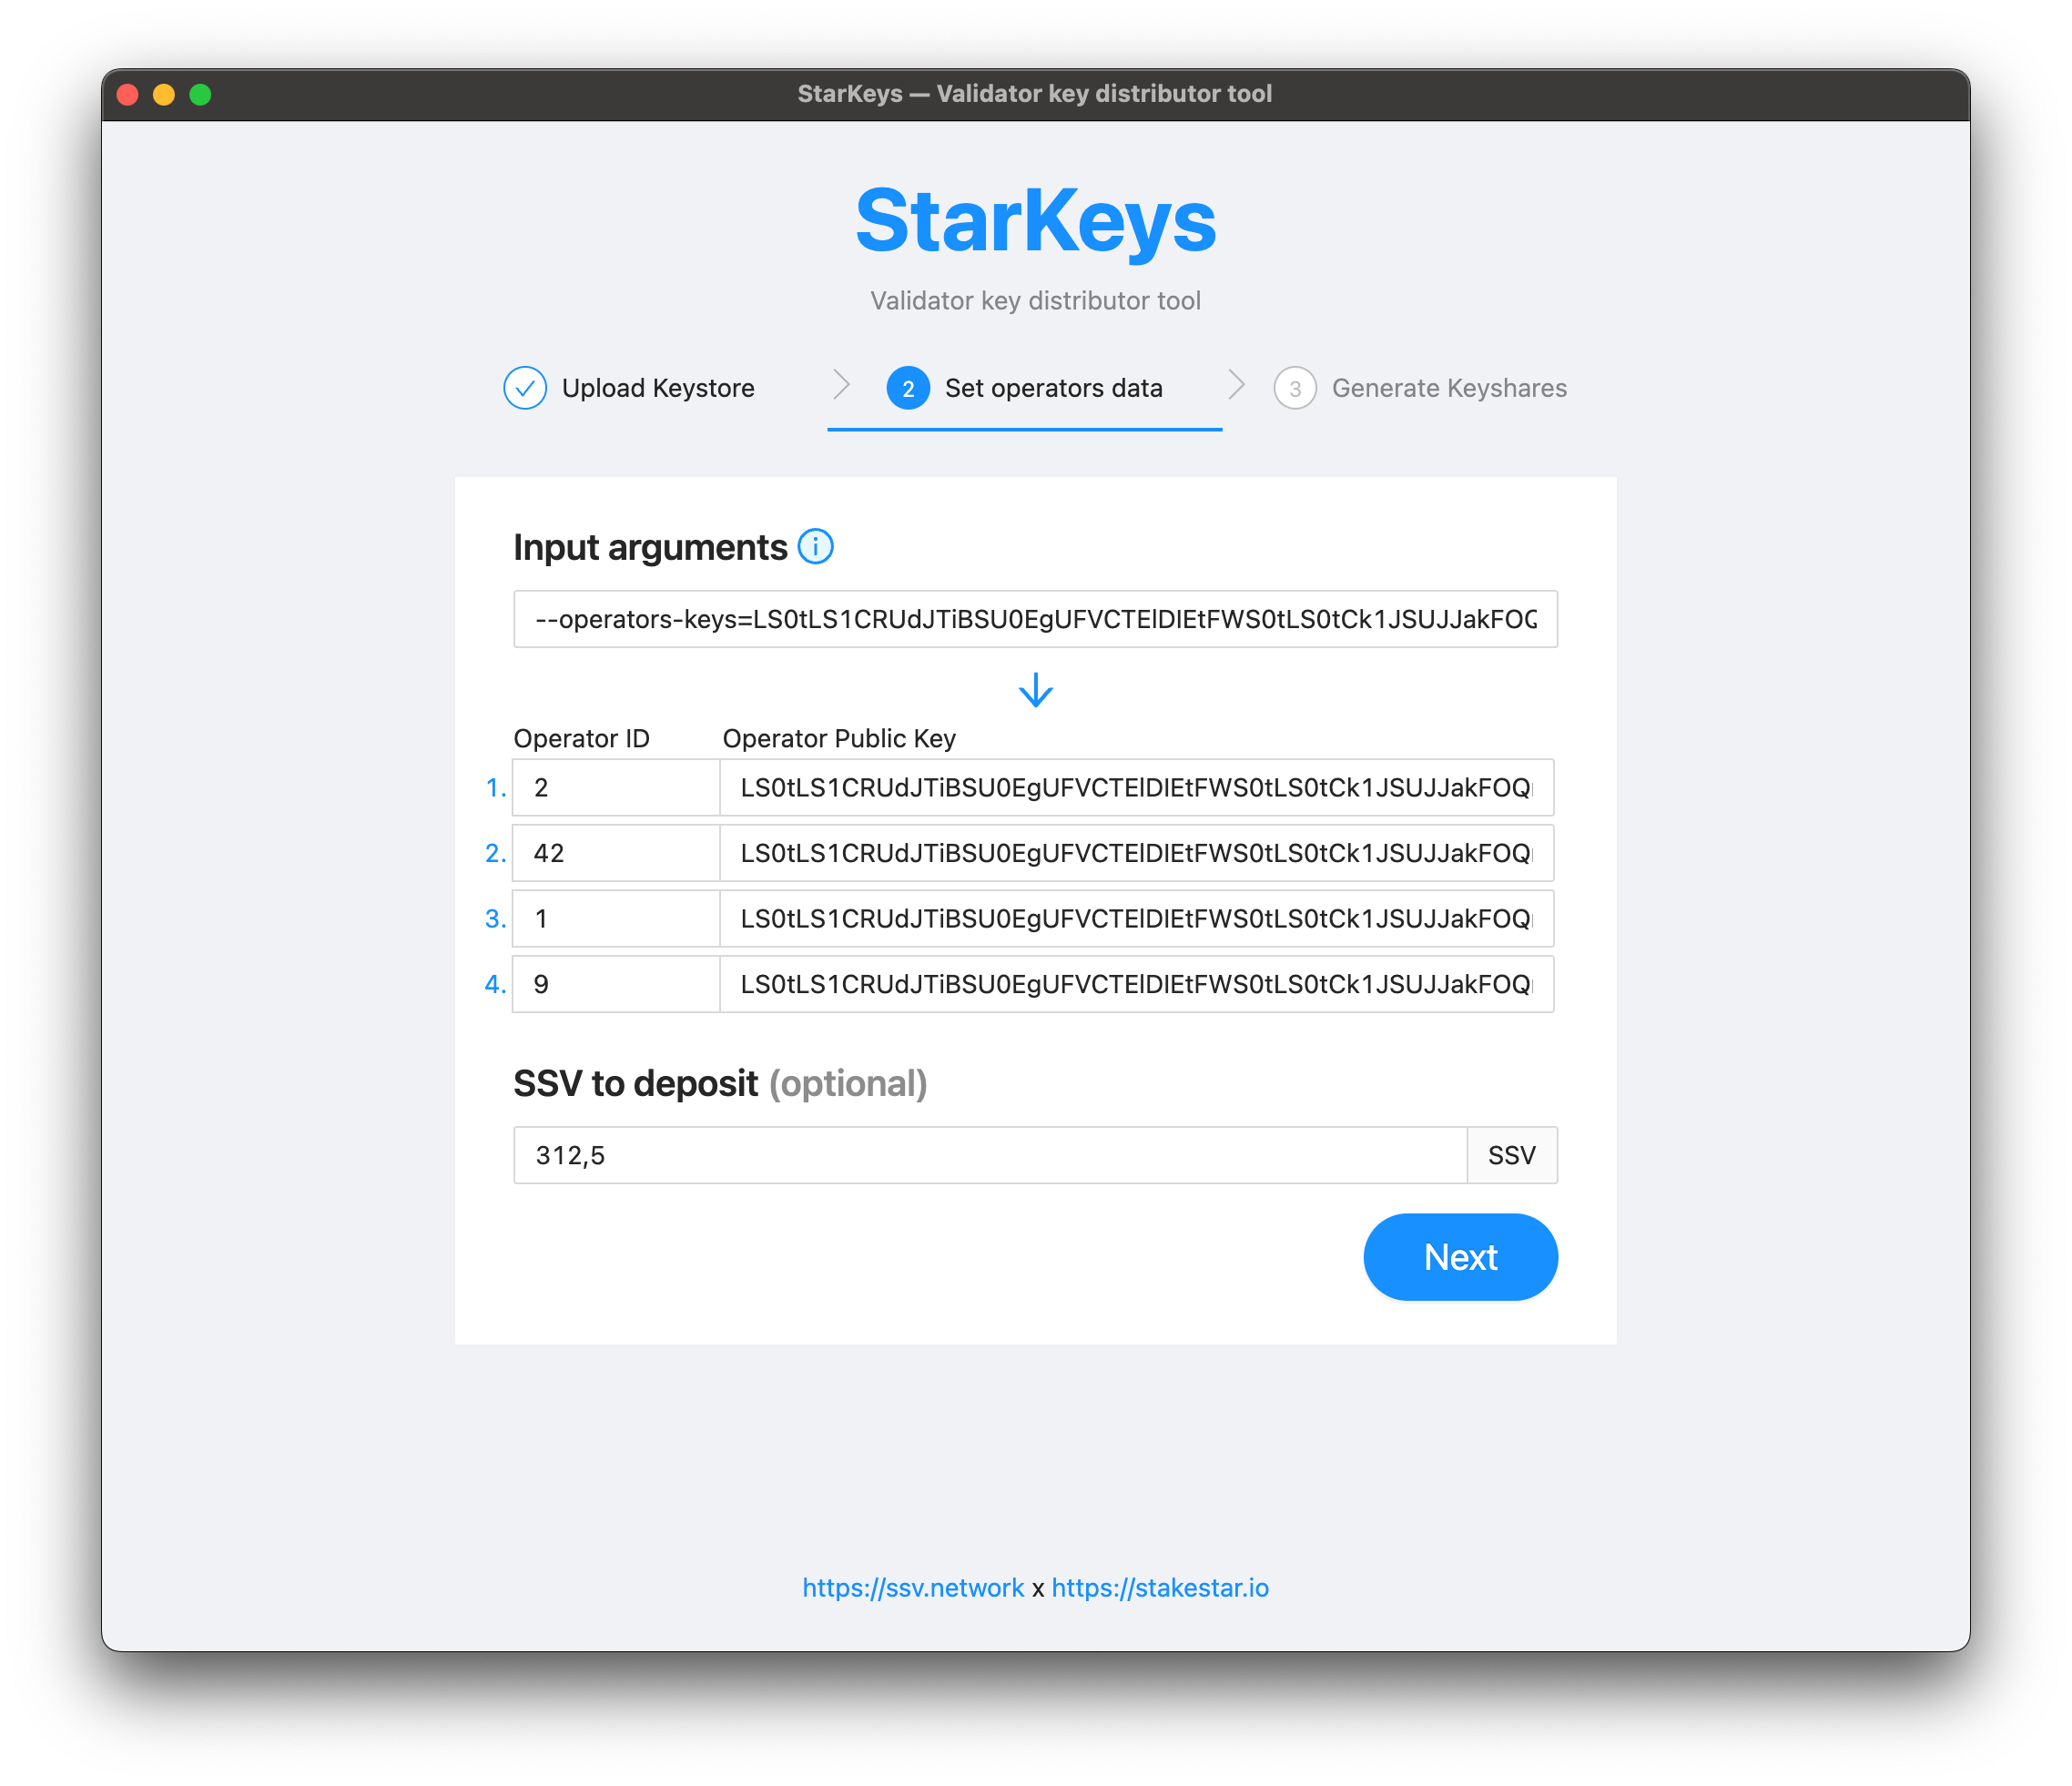 StarKeys — Validator key distributor tool
StarKeys
Validator key distributor tool
Upload Keystore
2 Set operators data
3 Generate Keyshares
Input arguments
--operators-keys=LS0tLS1CRUdJTiBSU0EgUFVCTElDIEtFWS0tLS0tCk1JSUJJakFOQ
Operator ID Operator Public Key
1. 2 LS0tLS1CRUdJTiBSU0EgUFVCTElDIEtFWS0tLS0tCk1JSUJJakFOQ
2. 42 LS0tLS1CRUdJTiBSU0EgUFVCTElDIEtFWS0tLS0tCk1JSUJJakFOQ
3. 1 LS0tLS1CRUdJTiBSU0EgUFVCTElDIEtFWS0tLS0tCk1JSUJJakFOQ
4. 9 LS0tLS1CRUdJTiBSU0EgUFVCTElDIEtFWS0tLS0tCk1JSUJJakFOQ
SSV to deposit (optional)
312,5 SSV
Next
https://ssv.network x https://stakestar.io